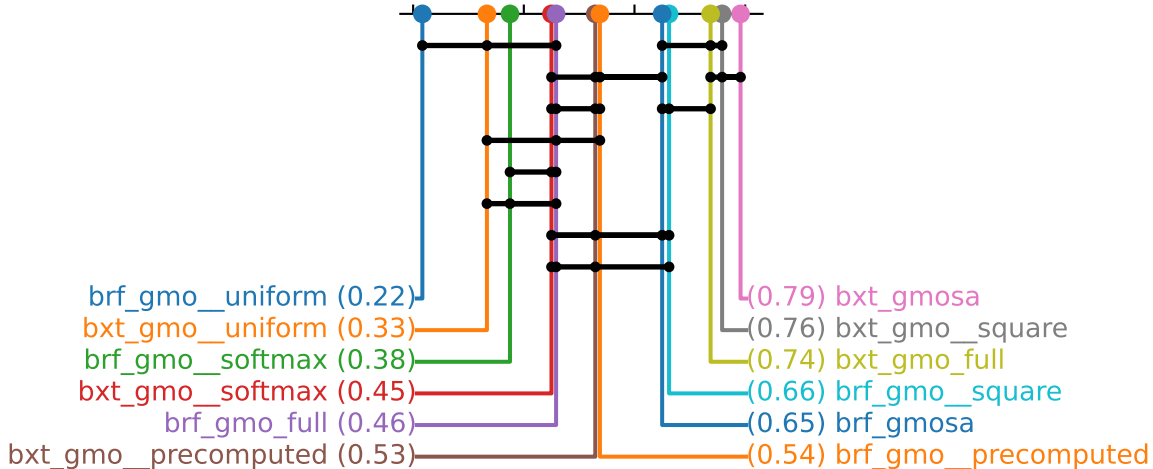 brf_gmo__uniform (0.22)
bxt_gmo__uniform (0.33)
brf_gmo__softmax (0.38)
bxt_gmo__softmax (0.45)
brf_gmo_full (0.46)
bxt_gmo__precomputed (0.53)
(0.79) bxt_gmosa
(0.76) bxt_gmo__square
(0.74) bxt_gmo_full
(0.66) brf_gmo__square
(0.65) brf_gmosa
(0.54) brf_gmo__precomputed